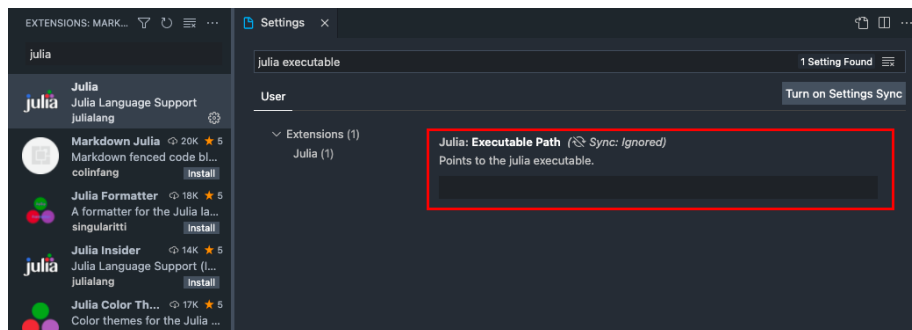 EXTENSIONS: MARK...
julia
julia
Julia
Julia Language Support
julialang
Markdown Julia 20K ★ 5
Markdown fenced code bl...
colinfang
Install
Julia Formatter 18K ★ 5
A formatter for the Julia la...
singularitti
Install
julia
Julia Insider 14K ★ 5
Julia Language Support (I...
julialang
Install
Julia Color Th... 17K ★ 5
Color themes for the Julia ...
Settings
julia executable
1 Setting Found
User
Turn on Settings Sync
Extensions (1)
Julia (1)
Julia: Executable Path (Sync: Ignored)
Points to the julia executable.